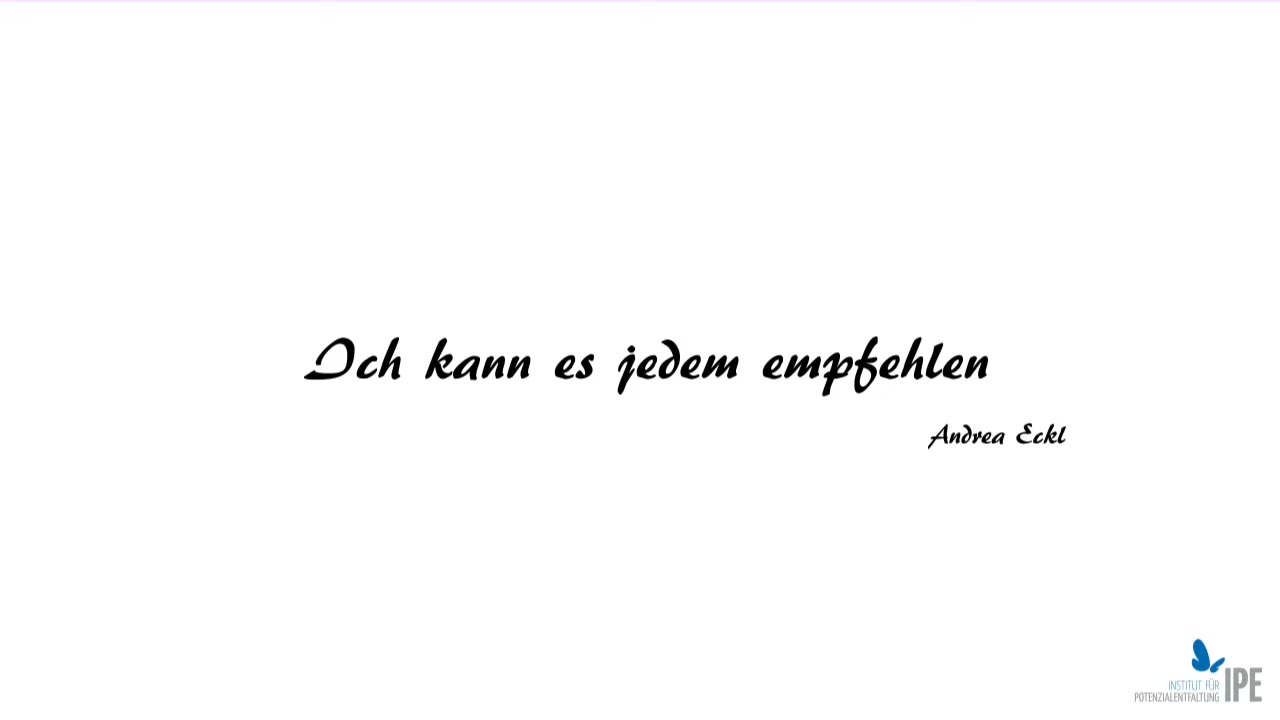 Ich kann es jedem empfehlen
Andrea Eckl
INSTITUT FÜR
POTENZIALENTFALTUNG
IPE